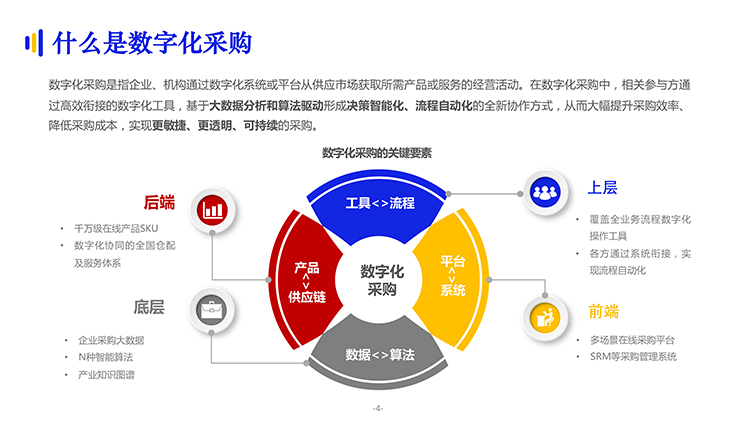 什么是数字化采购
数字化采购是指企业、机构通过数字化系统或平台从供应市场获取所需产品或服务的经营活动。在数字化采购中，相关参与方通
过高效衔接的数字化工具，基于大数据分析和算法驱动形成决策智能化、流程自动化的全新协作方式，从而大幅提升采购效率、
降低采购成本，实现更敏捷、更透明、可持续的采购。
数字化采购的关键要素
后端
• 千万级在线产品SKU
• 数字化协同的全国仓配
及服务体系
底层
• 企业采购大数据
• N种智能算法
• 产业知识图谱
工具<>流程
产品
<>
供应链
数字化
采购
平台
<>
系统
数据<>算法
上层
• 覆盖全业务流程数字化
操作工具
• 各方通过系统衔接，实
现流程自动化
前端
• 多场景在线采购平台
• SRM等采购管理系统
-4-